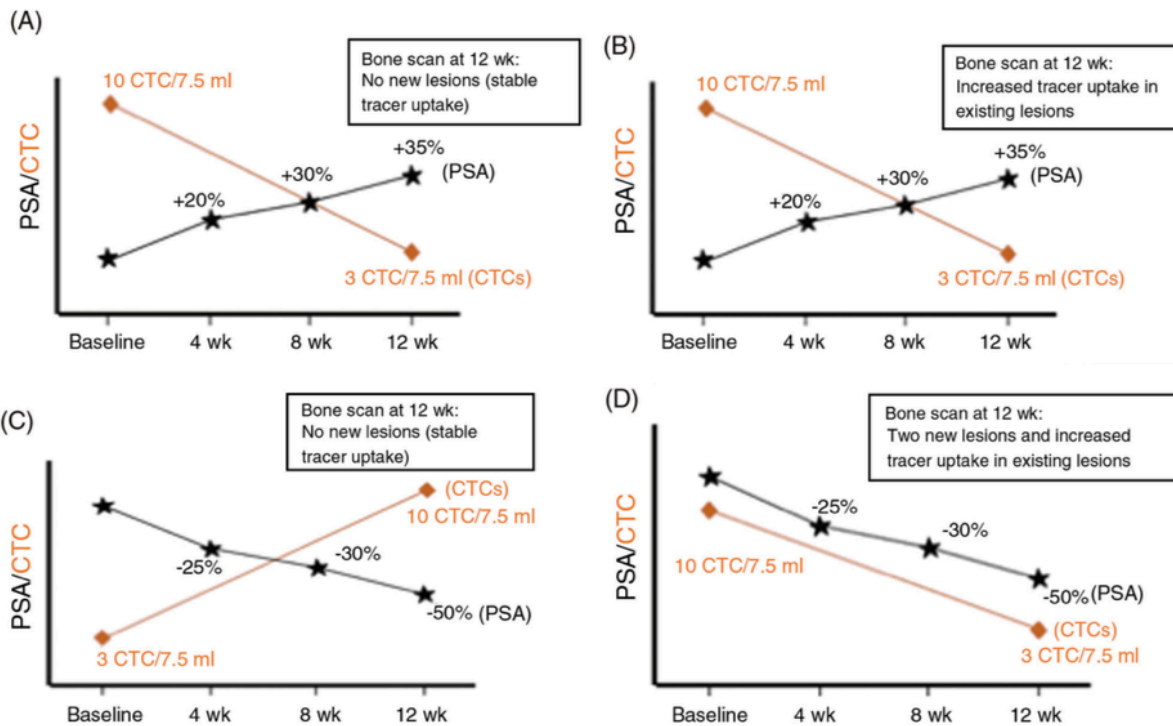 (A)
Bone scan at 12 wk:
No new lesions (stable
tracer uptake)
10 CTC/7.5 ml
PSA/CTC
+20%
+30%
+35%
(PSA)
3 CTC/7.5 ml (CTCs)
Baseline 4 wk 8 wk 12 wk
(B)
Bone scan at 12 wk:
Increased tracer uptake in
existing lesions
10 CTC/7.5 ml
PSA/CTC
+20%
+30%
+35%
(PSA)
3 CTC/7.5 ml (CTCs)
Baseline 4 wk 8 wk 12 wk
(C)
Bone scan at 12 wk:
No new lesions (stable
tracer uptake)
(CTCs)
10 CTC/7.5 ml
PSA/CTC
-25%
-30%
-50% (PSA)
3 CTC/7.5 ml
Baseline 4 wk 8 wk 12 wk
(D)
Bone scan at 12 wk:
Two new lesions and increased
tracer uptake in existing lesions
PSA/CTC
-25%
-30%
10 CTC/7.5 ml
-50% (PSA)
(CTCs)
3 CTC/7.5 ml
Baseline 4 wk 8 wk 12 wk